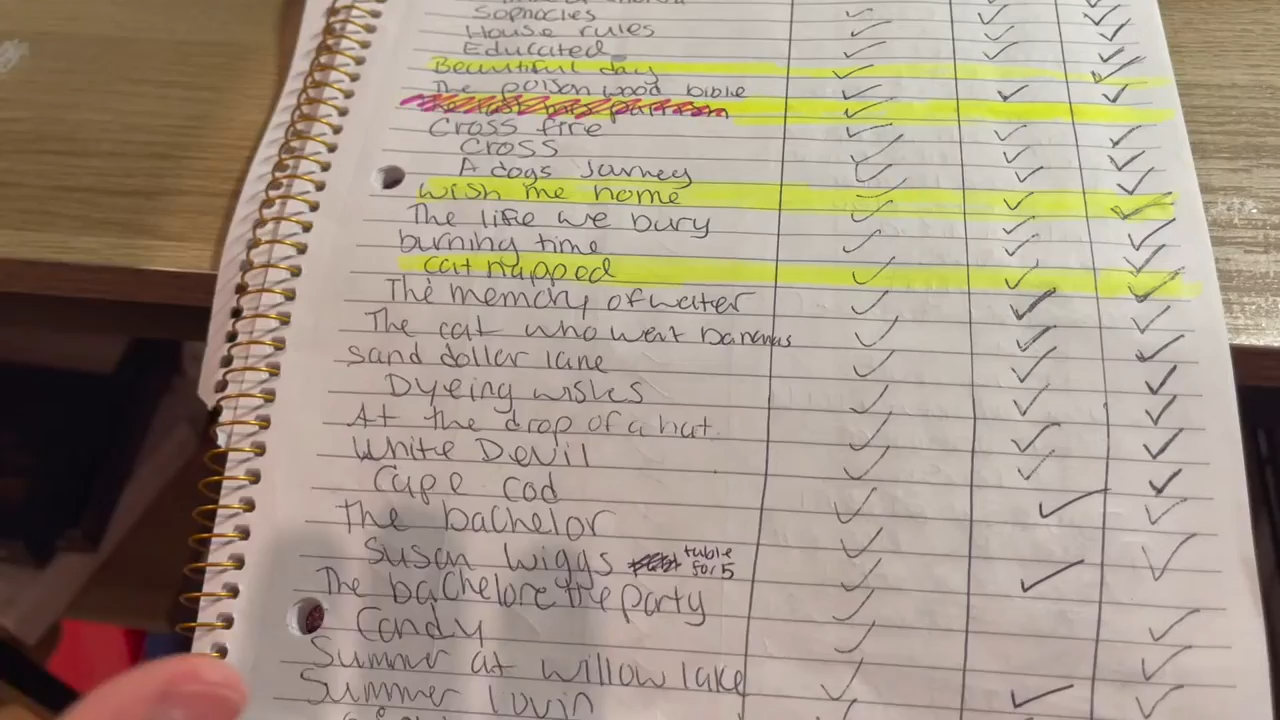 Sophocles
House rules
Educated
Beautiful day
The poison wood bible
Cross fire
Cross
A dogs Journey
wish me home
The life we bury
burning time
cat napped
The memory of water
The cat who went bananas
sand dollar lane
Dyeing wishes
At the drop of a hat.
White Devil
Cape cod
The bachelor
Susan Wiggs table for 5
The bachelorette party
Candy
Summer at willow lake
Summer lovin